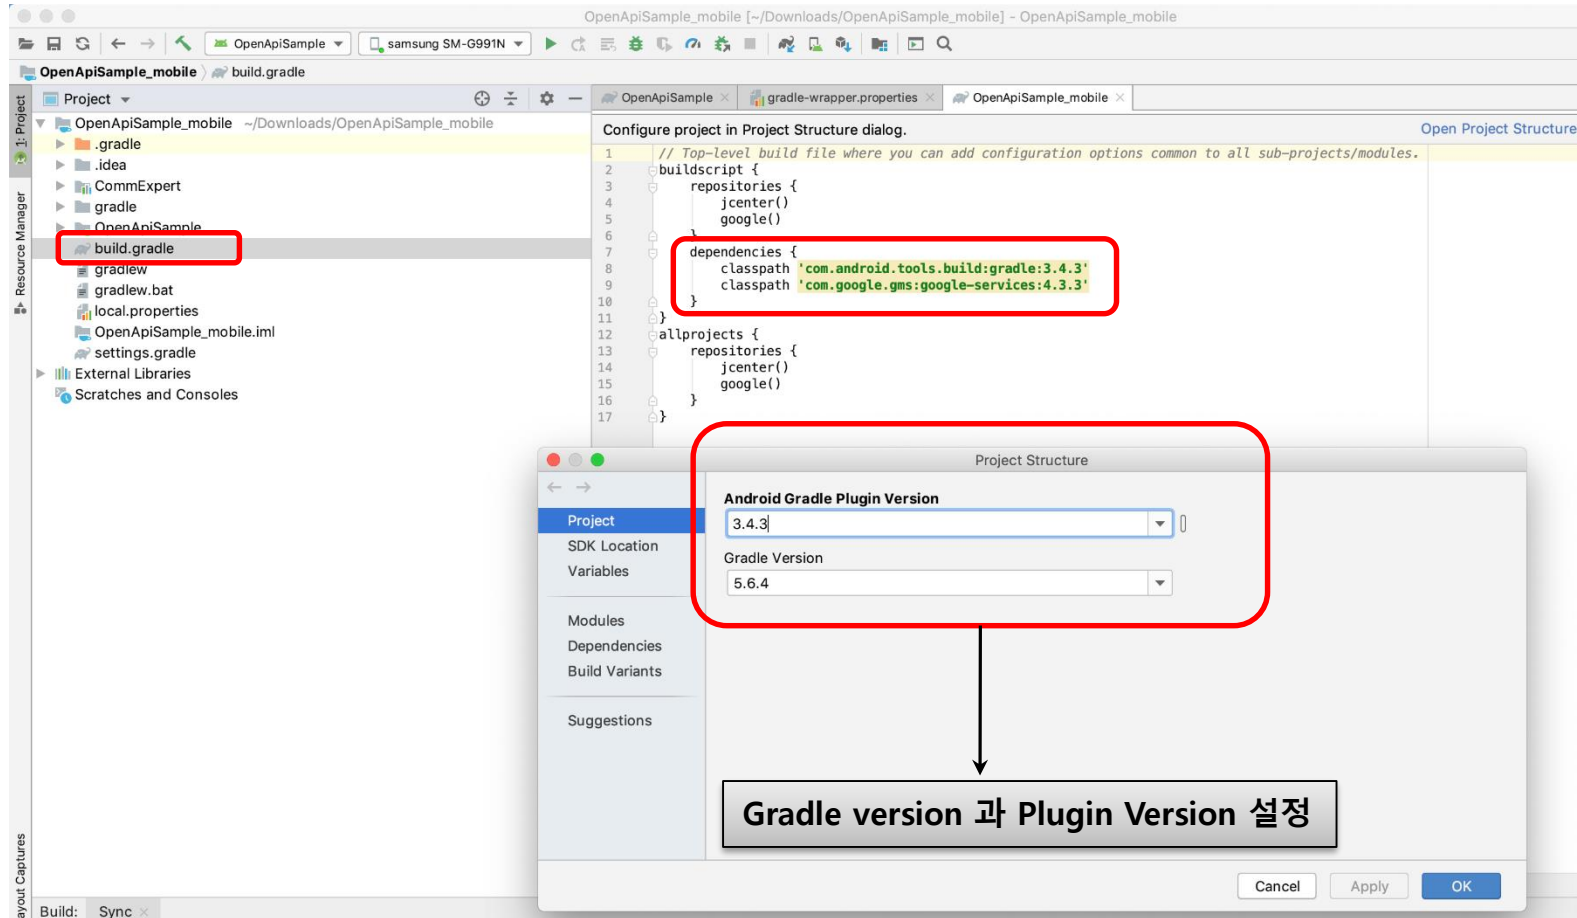 OpenApiSample_mobile [~/Downloads/OpenApiSample_mobile] - OpenApiSample_mobile
OpenApiSample
samsung SM-G991N
OpenApiSample_mobile
build.gradle
Project
OpenApiSample
gradle-wrapper.properties
OpenApiSample_mobile
1: Project
Resource Manager
OpenApiSample_mobile ~/Downloads/OpenApiSample_mobile
.gradle
.idea
CommExpert
gradle
OpenApiSample
build.gradle
gradlew
gradlew.bat
local.properties
OpenApiSample_mobile.iml
settings.gradle
External Libraries
Scratches and Consoles
Configure project in Project Structure dialog.
Open Project Structure
1 // Top-level build file where you can add configuration options common to all sub-projects/modules.
2 buildscript {
3 repositories {
4 jcenter()
5 google()
6 }
7 dependencies {
8 classpath 'com.android.tools.build:gradle:3.4.3'
9 classpath 'com.google.gms:google-services:4.3.3'
10 }
11 }
12 allprojects {
13 repositories {
14 jcenter()
15 google()
16 }
17 }
Project Structure
Project
SDK Location
Variables
Modules
Dependencies
Build Variants
Suggestions
Android Gradle Plugin Version
3.4.3
Gradle Version
5.6.4
Gradle version 과 Plugin Version 설정
Cancel
Apply
OK
ayout Captures
Build:
Sync